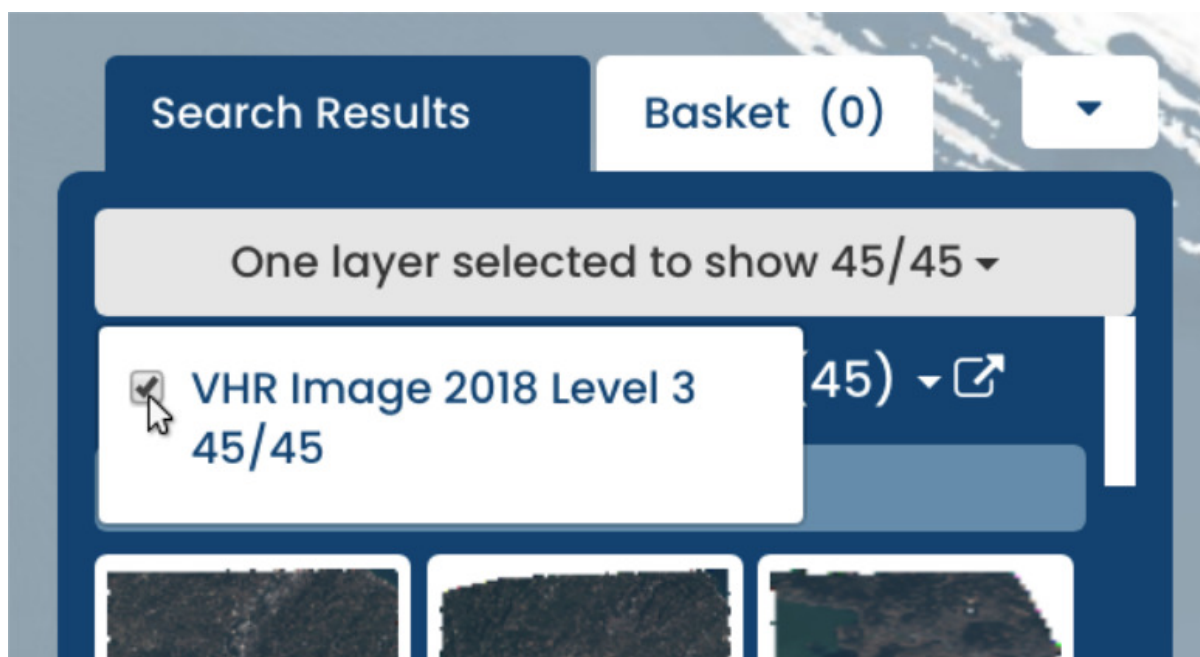 Search Results
Basket (0)
One layer selected to show 45/45
(45)
VHR Image 2018 Level 3
45/45